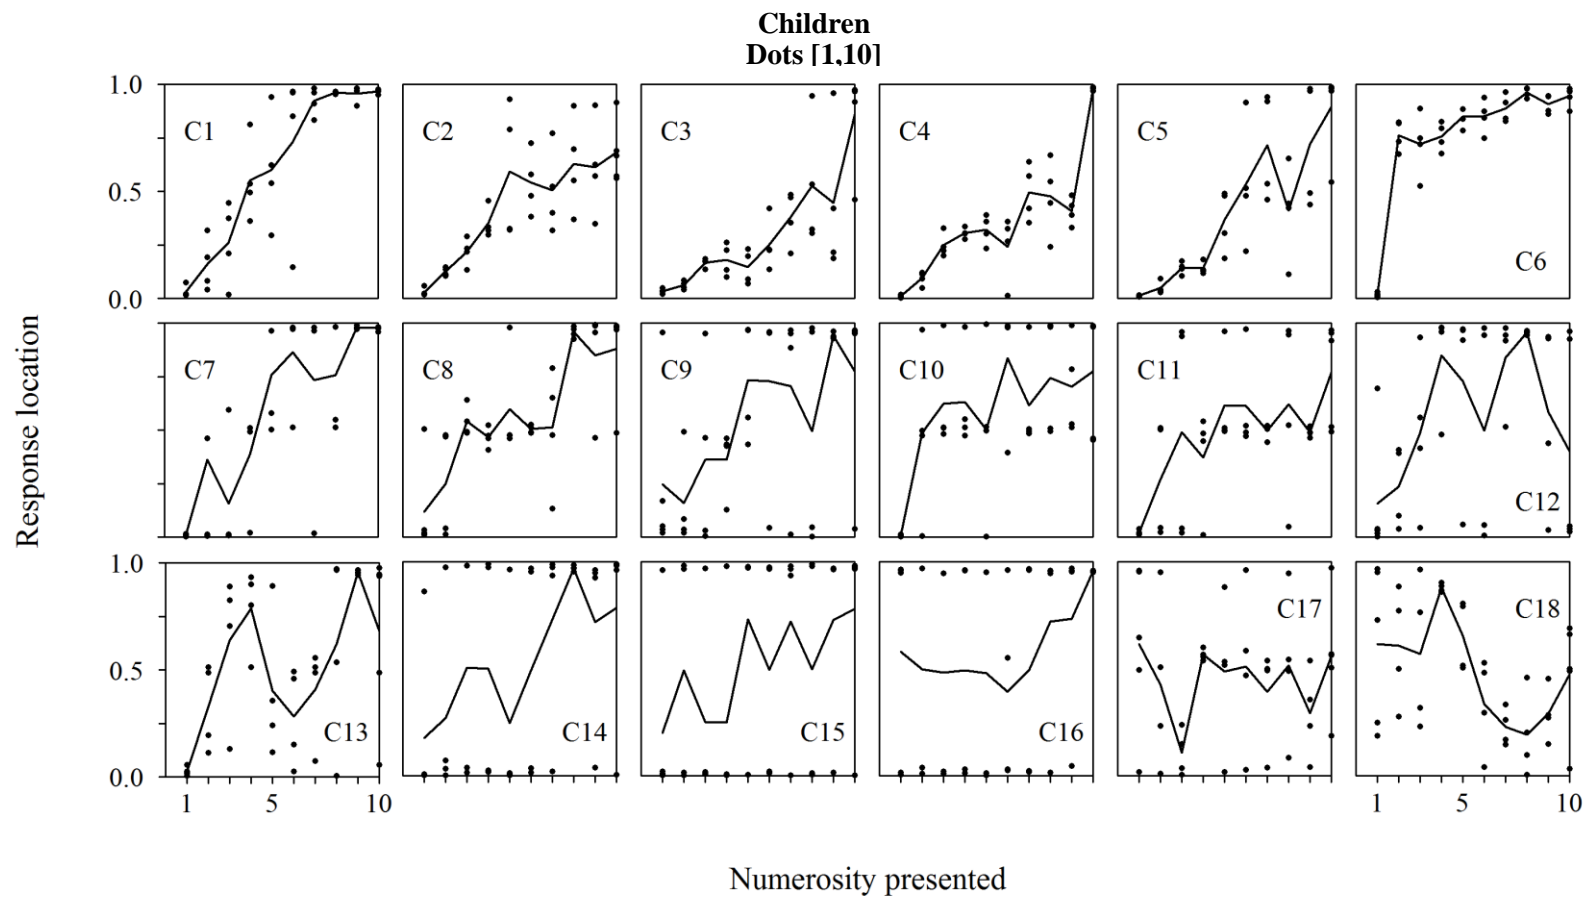 Children
Dots [1,10]
1.0
0.5
0.0
C1
C2
C3
C4
C5
C6
Response location
C7
C8
C9
C10
C11
C12
1.0
0.5
0.0
C13
C14
C15
C16
C17
C18
1 5 10
1 5 10
Numerosity presented